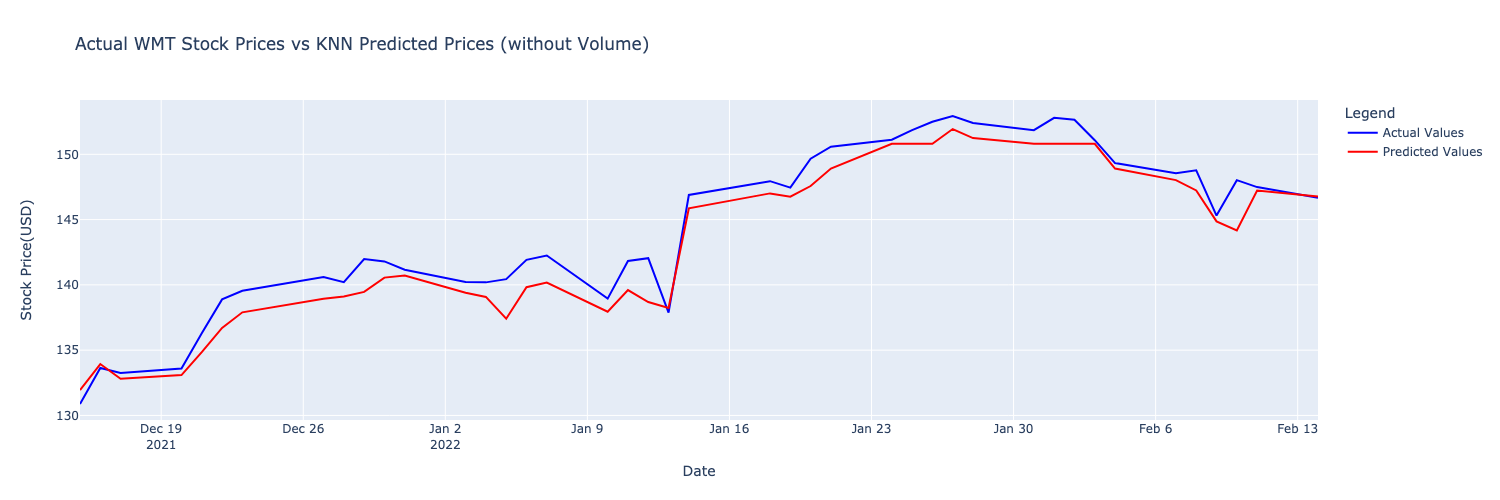 Actual WMT Stock Prices vs KNN Predicted Prices (without Volume)
Legend
Actual Values
Predicted Values
Stock Price(USD)
150
145
140
135
130
Dec 19
2021
Dec 26
Jan 2
2022
Jan 9
Jan 16
Jan 23
Jan 30
Feb 6
Feb 13
Date